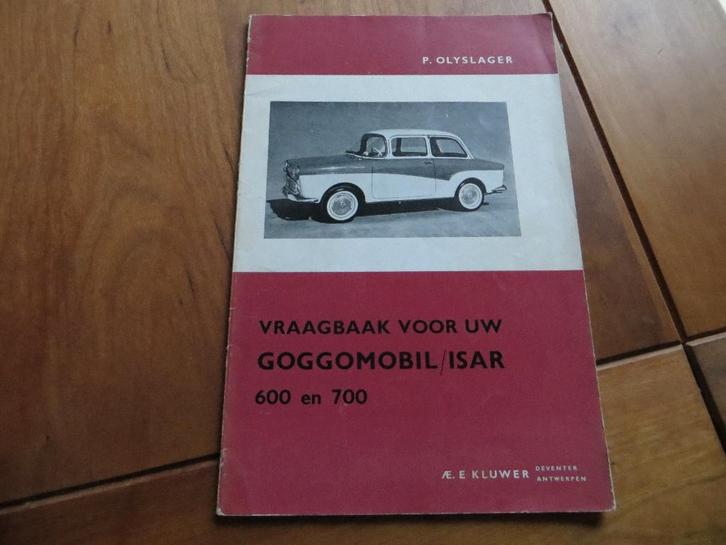 P. OLYSLAGER
VRAAGBAAK VOOR UW
GOGGOMOBIL/ISAR
600 en 700
Æ. E KLUWER DEVENTER
ANTWERPEN